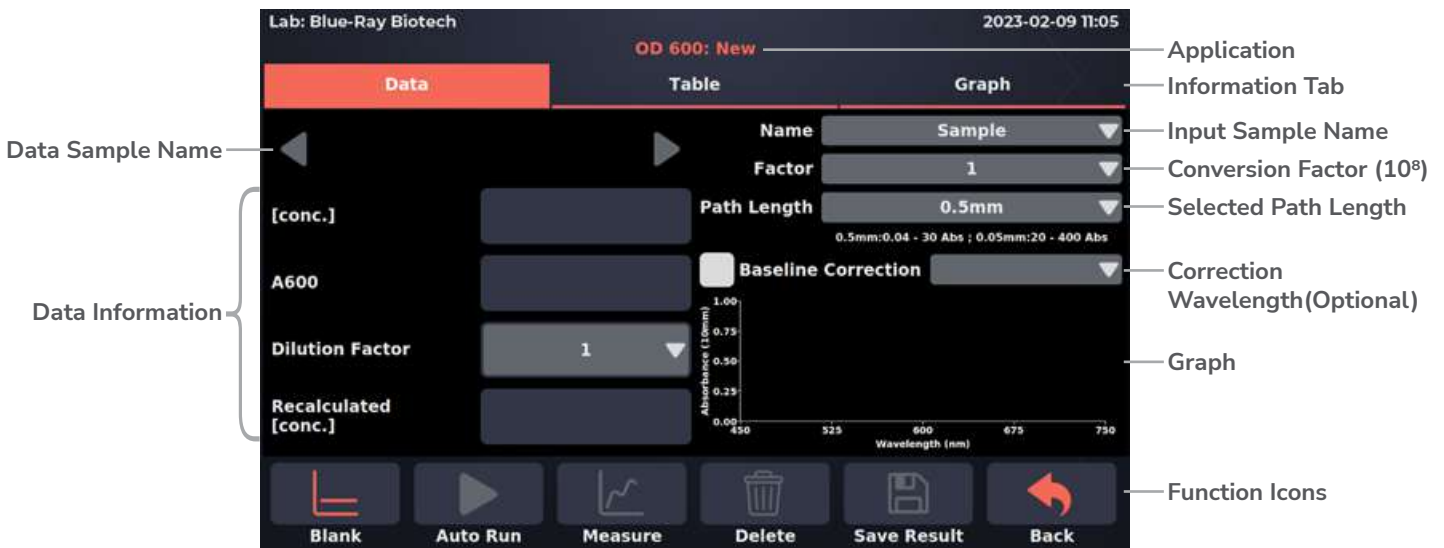 Lab: Blue-Ray Biotech
2023-02-09 11:05
OD 600: New
Application
Data
Table
Graph
Information Tab
Data Sample Name
Name
Sample
Input Sample Name
Factor
1
Conversion Factor (10⁸)
Path Length
0.5mm
Selected Path Length
0.5mm:0.04 - 30 Abs ; 0.05mm:20 - 400 Abs
Baseline Correction
Correction
Wavelength(Optional)
Data Information
[conc.]
A600
Dilution Factor
1
Recalculated
[conc.]
Absorbance (10mm)
1.00
0.75
0.50
0.25
0.00
450
525
600
675
750
Wavelength (nm)
Graph
Blank
Auto Run
Measure
Delete
Save Result
Back
Function Icons